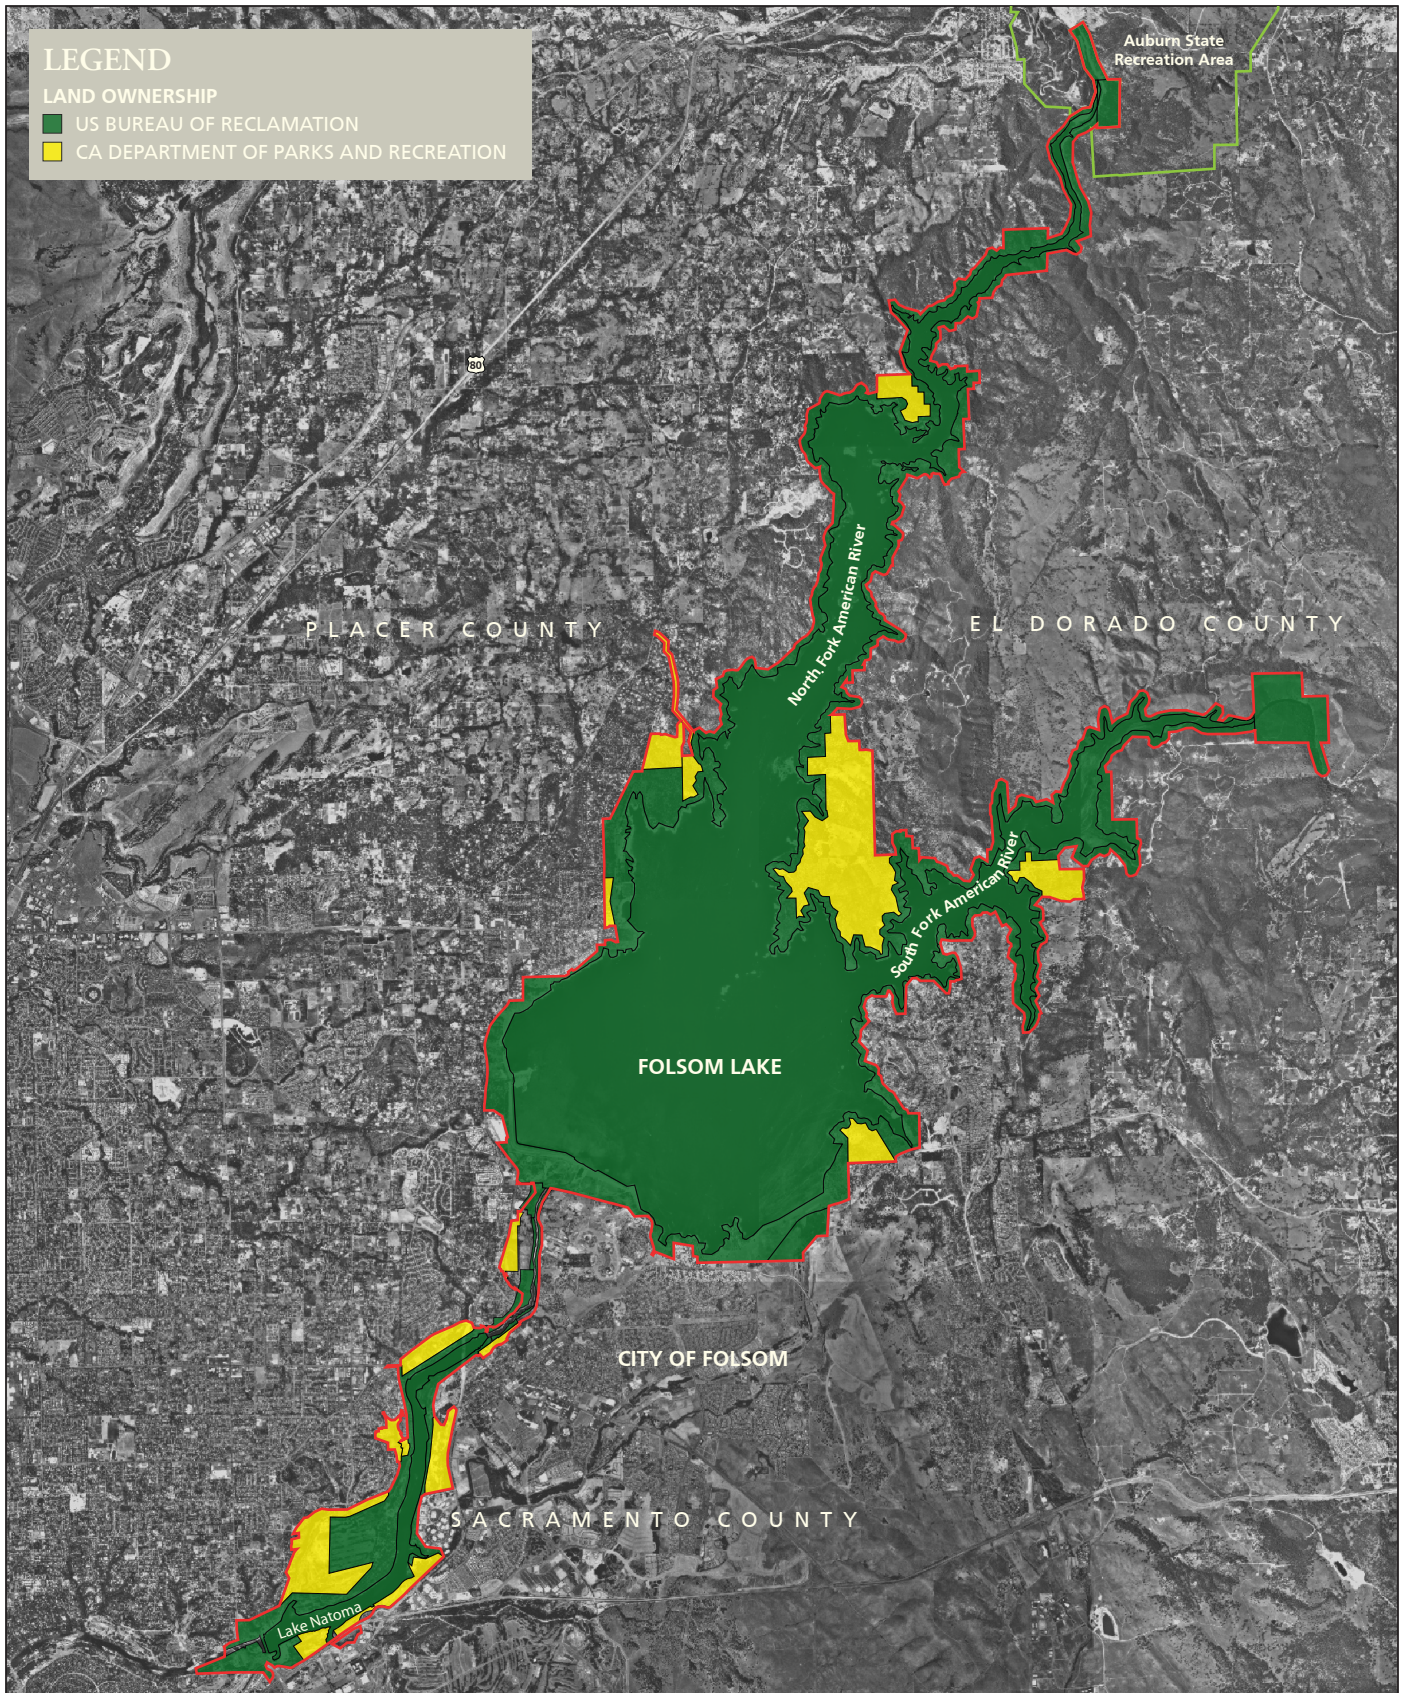 LEGEND
LAND OWNERSHIP
US BUREAU OF RECLAMATION
CA DEPARTMENT OF PARKS AND RECREATION
Auburn State
Recreation Area
80
North Fork American River
PLACER COUNTY
EL DORADO COUNTY
South Fork American River
FOLSOM LAKE
CITY OF FOLSOM
SACRAMENTO COUNTY
Lake Natoma